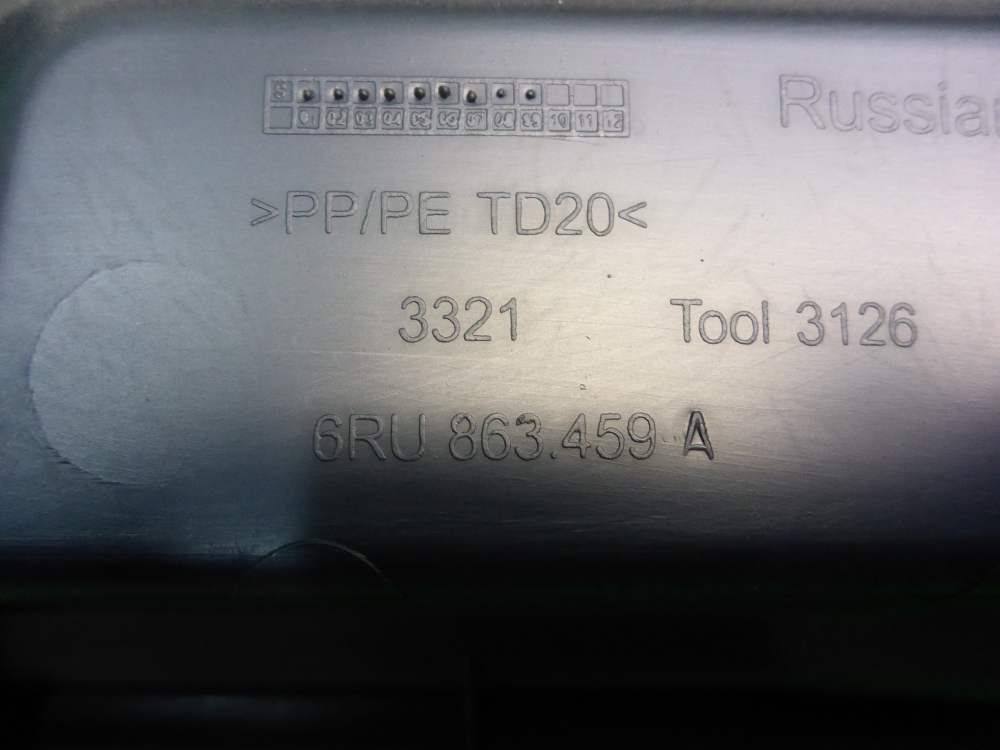 S
01 02 03 04 05 06 07 08 09 10 11 12
Russia
>PP/PE TD20<
3321 Tool 3126
6RU 863.459 A